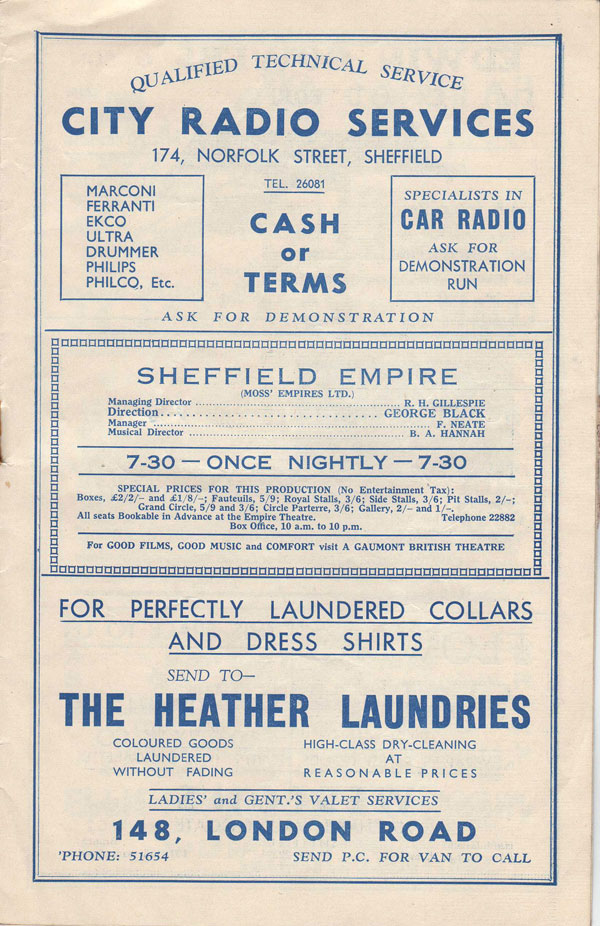 QUALIFIED TECHNICAL SERVICE
CITY RADIO SERVICES
174, NORFOLK STREET, SHEFFIELD
TEL. 26081
MARCONI
FERRANTI
EKCO
ULTRA
DRUMMER
PHILIPS
PHILCO, Etc.
CASH
or
TERMS
SPECIALISTS IN
CAR RADIO
ASK FOR
DEMONSTRATION
RUN
ASK FOR DEMONSTRATION
SHEFFIELD EMPIRE
(MOSS' EMPIRES LTD.)
Managing Director ........................ R. H. GILLESPIE
Direction ........................ GEORGE BLACK
Manager ........................ F. NEATE
Musical Director ........................ B. A. HANNAH
7-30 — ONCE NIGHTLY — 7-30
SPECIAL PRICES FOR THIS PRODUCTION (No Entertainment Tax):
Boxes, £2/2/- and £1/8/-; Fauteuils, 5/9; Royal Stalls, 3/6; Side Stalls, 3/6; Pit Stalls, 2/-;
Grand Circle, 5/9 and 3/6; Circle Parterre, 3/6; Gallery, 2/- and 1/-.
All seats Bookable in Advance at the Empire Theatre. Telephone 22882
Box Office, 10 a.m. to 10 p.m.
For GOOD FILMS, GOOD MUSIC and COMFORT visit A GAUMONT BRITISH THEATRE
FOR PERFECTLY LAUNDERED COLLARS
AND DRESS SHIRTS
SEND TO—
THE HEATHER LAUNDRIES
COLOURED GOODS
LAUNDERED
WITHOUT FADING
HIGH-CLASS DRY-CLEANING
AT
REASONABLE PRICES
LADIES' and GENT.'S VALET SERVICES
148, LONDON ROAD
'PHONE: 51654 SEND P.C. FOR VAN TO CALL